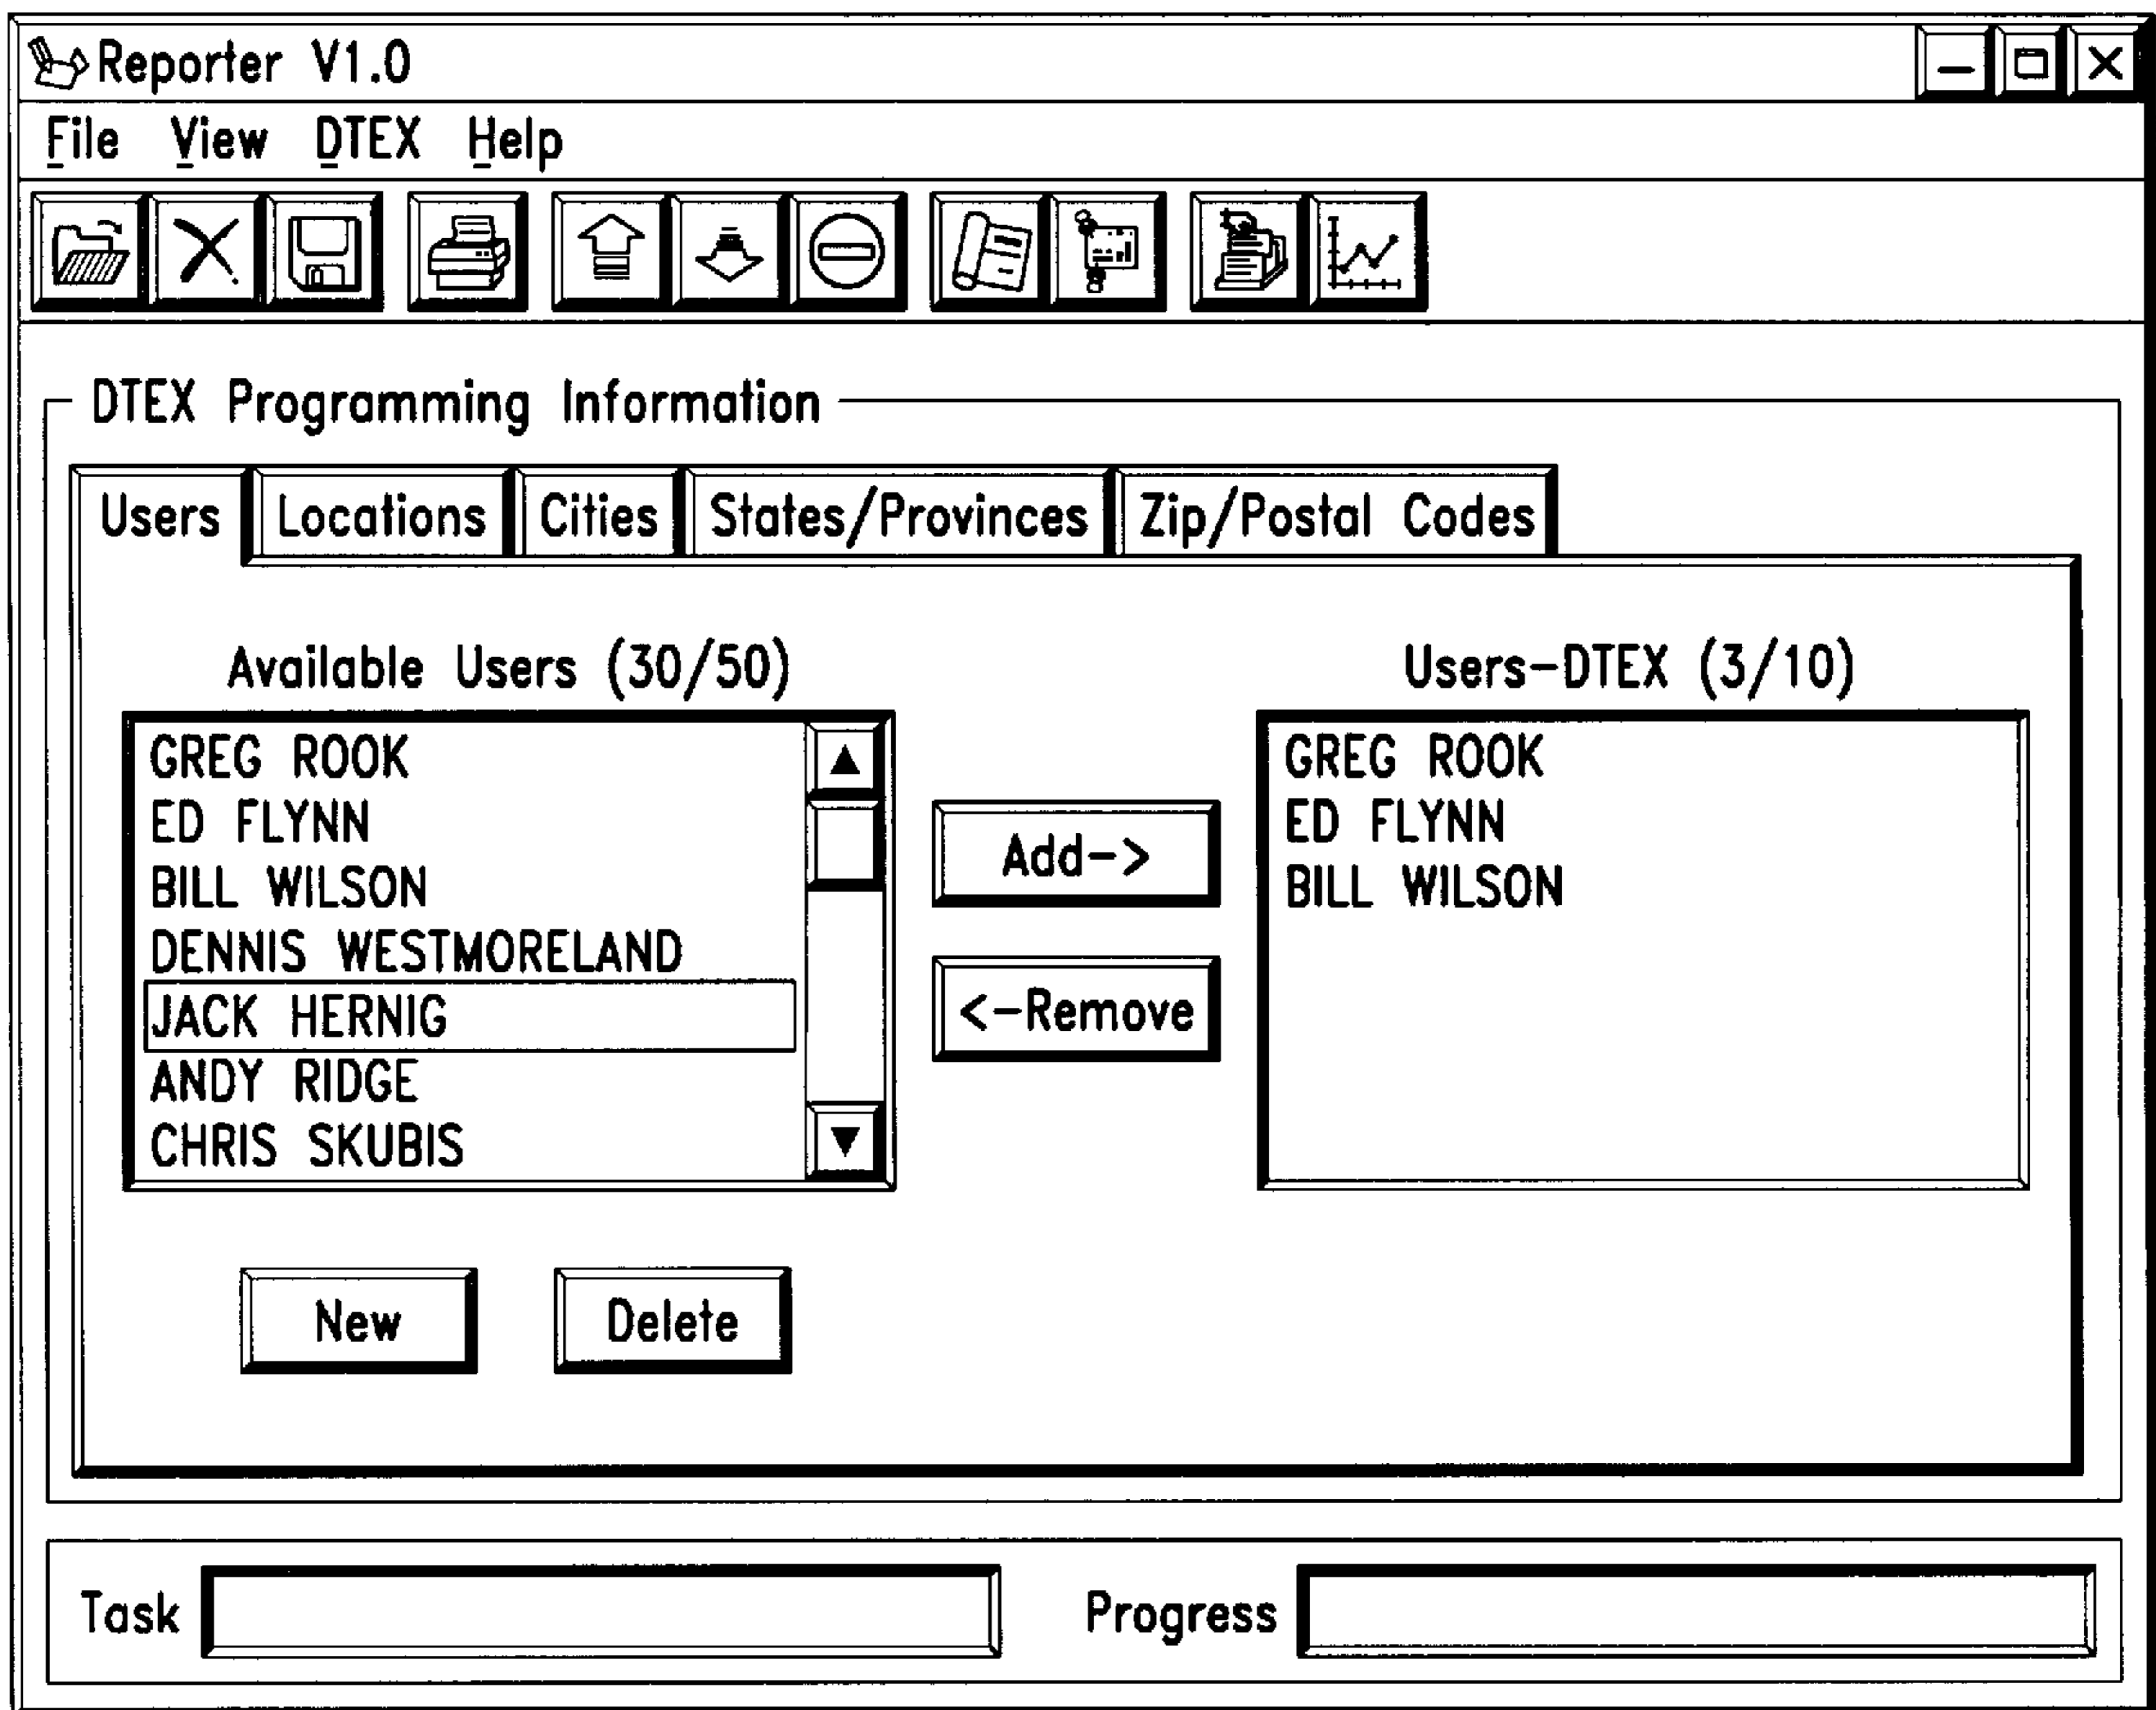 Reporter V1.0
File View DTEX Help
DTEX Programming Information
Users Locations Cities States/Provinces Zip/Postal Codes
Available Users (30/50)
GREG ROOK
ED FLYNN
BILL WILSON
DENNIS WESTMORELAND
JACK HERNIG
ANDY RIDGE
CHRIS SKUBIS
Add->
<-Remove
Users-DTEX (3/10)
GREG ROOK
ED FLYNN
BILL WILSON
New Delete
Task Progress